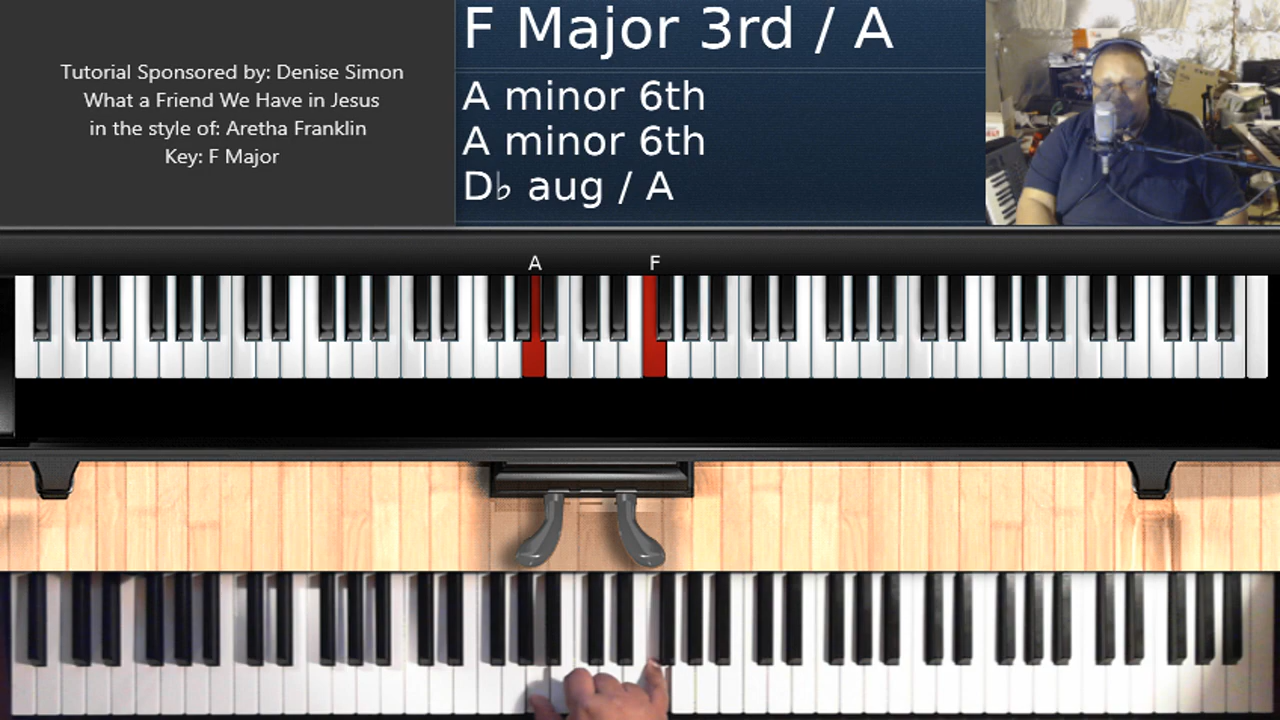 Tutorial Sponsored by: Denise Simon
What a Friend We Have in Jesus
in the style of: Aretha Franklin
Key: F Major
F Major 3rd / A
A minor 6th
A minor 6th
D♭ aug / A
A F